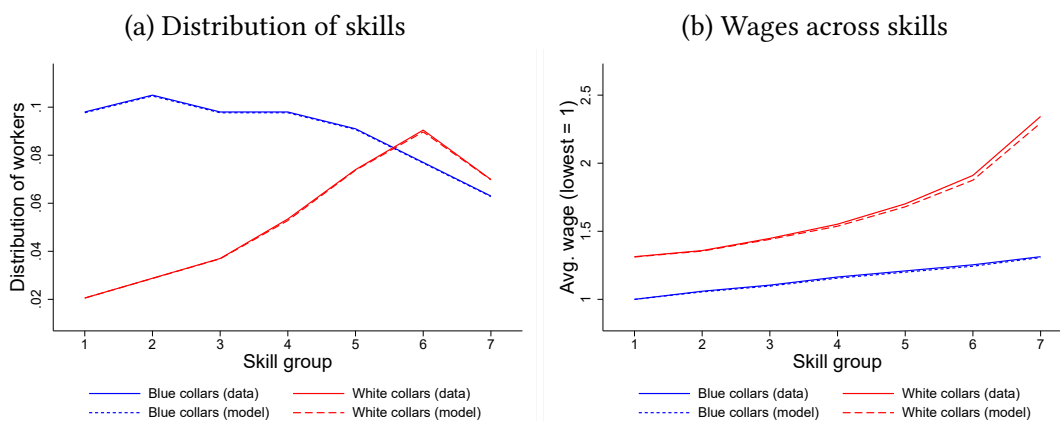 (a) Distribution of skills
Distribution of workers
.1
.08
.06
.04
.02
1 2 3 4 5 6 7
Skill group
Blue collars (data) White collars (data)
Blue collars (model) White collars (model)
(b) Wages across skills
Avg. wage (lowest = 1)
2.5
2
1.5
1
1 2 3 4 5 6 7
Skill group
Blue collars (data) White collars (data)
Blue collars (model) White collars (model)